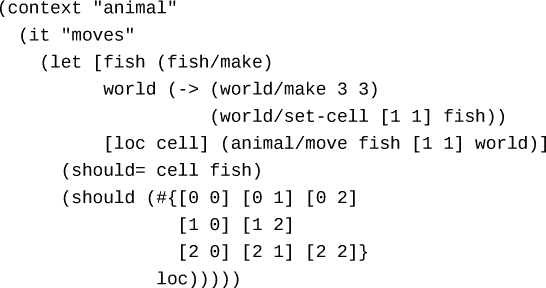 (context "animal"
  (it "moves"
    (let [fish (fish/make)
          world (-> (world/make 3 3)
                    (world/set-cell [1 1] fish))
          [loc cell] (animal/move fish [1 1] world)]
      (should= cell fish)
      (should (#{[0 0] [0 1] [0 2]
                 [1 0] [1 2]
                 [2 0] [2 1] [2 2]}
               loc)))))